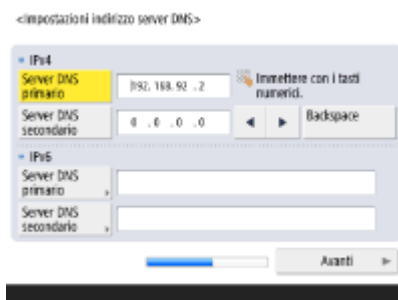 <Impostazioni indirizzo server DNS>
IPv4
Server DNS
primario
192. 168. 92 . 2
Immettere con i tasti
numerici.
Server DNS
secondario
0 . 0 . 0 . 0
Backspace
IPv6
Server DNS
primario
Server DNS
secondario
Avanti